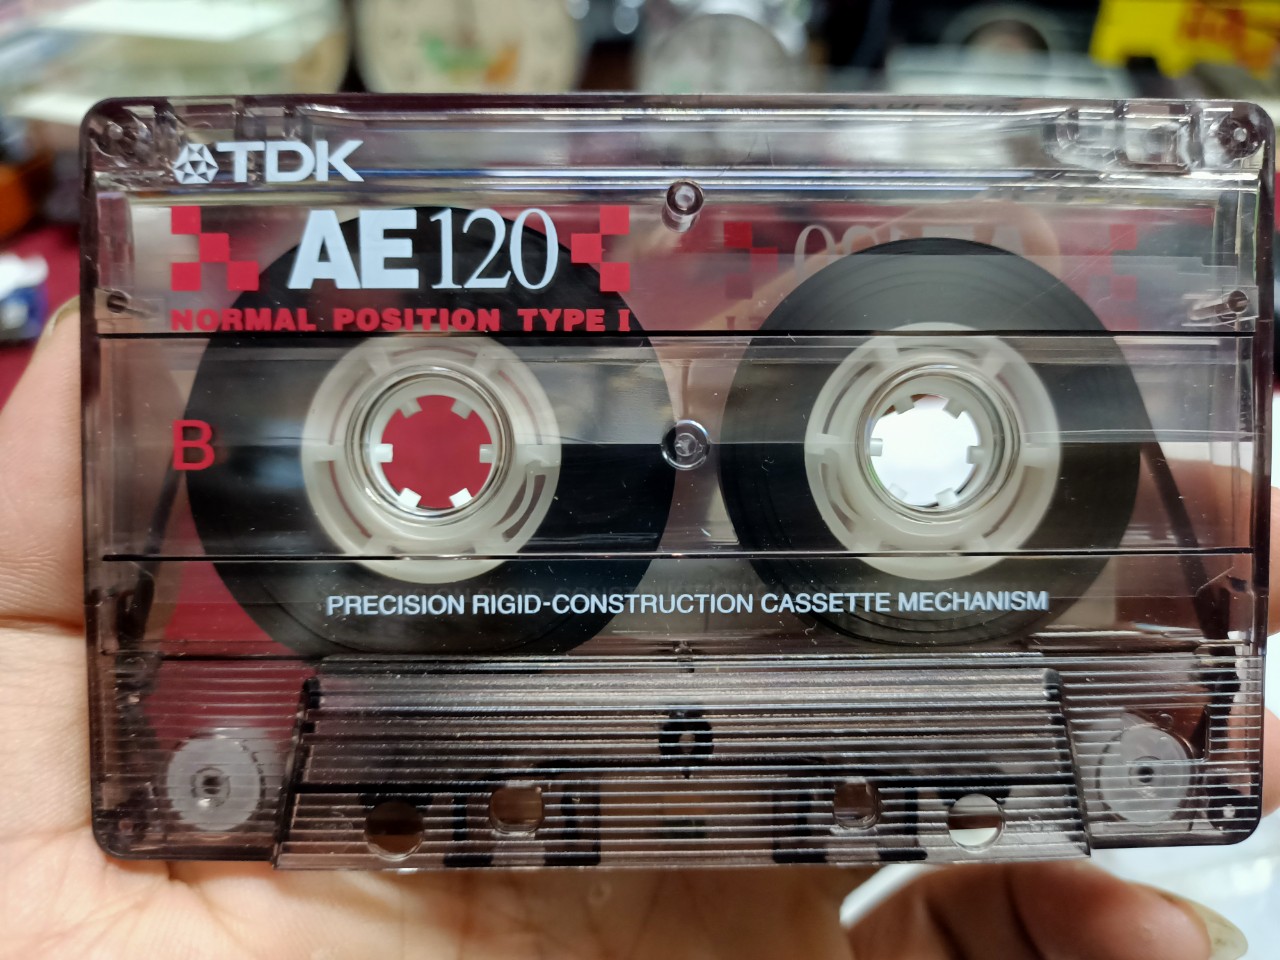 TDK
AE120
NORMAL POSITION TYPE I
B
PRECISION RIGID-CONSTRUCTION CASSETTE MECHANISM